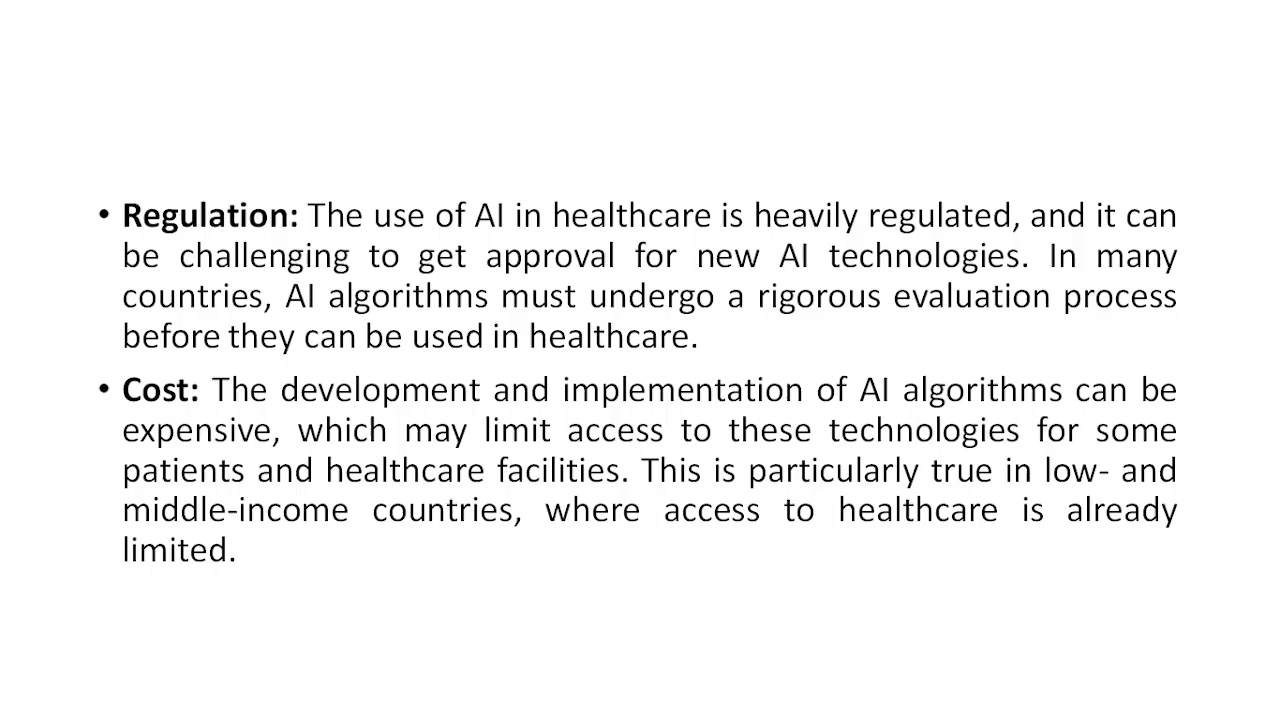 • Regulation: The use of AI in healthcare is heavily regulated, and it can
be challenging to get approval for new AI technologies. In many
countries, AI algorithms must undergo a rigorous evaluation process
before they can be used in healthcare.
• Cost: The development and implementation of AI algorithms can be
expensive, which may limit access to these technologies for some
patients and healthcare facilities. This is particularly true in low- and
middle-income countries, where access to healthcare is already
limited.